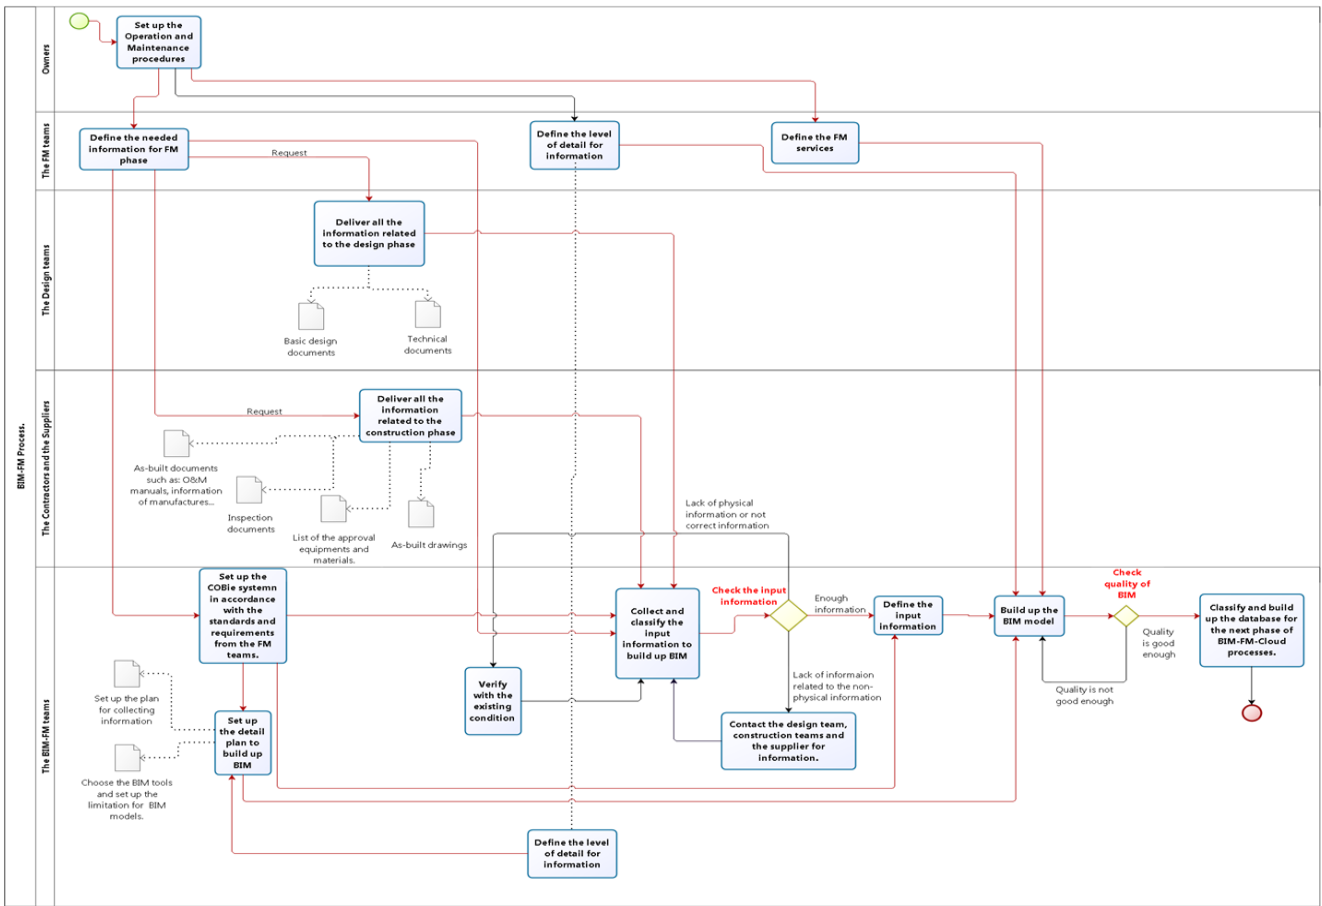 BIM-FM Process.
Owners
Set up the
Operation and
Maintenance
procedures
The FM teams
Define the needed
information for FM
phase
Request
Define the level
of detail for
information
Define the FM
services
The Design teams
Deliver all the
information related
to the design phase
Basic design
documents
Technical
documents
The Contractors and the Suppliers
Request
Deliver all the
information
related to the
construction phase
As-built documents
such as: O&M
manuals, information
of manufactures...
Inspection
documents
List of the approval
equipments and
materials.
As-built drawings
Lack of physical
information or not
correct information
The BIM-FM teams
Set up the
COBie systemn
in accordance
with the
standards and
requirements
from the FM
teams.
Collect and
classify the
input
information to
build up BIM
Check the input
information
Enough
information
Define the
input
information
Build up the
BIM model
Check
quality of
BIM
Quality
is good
enough
Classify and build
up the database for
the next phase of
BIM-FM-Cloud
processes.
Quality is not
good enough
Verify
with the
existing
condition
Lack of informaion
related to the non-
physical information
Contact the design team,
construction teams and
the supplier for
information.
Set up the plan
for collecting
information
Set up
the detail
plan to
build up
BIM
Choose the BIM tools
and set up the
limitation for BIM
models.
Define the level
of detail for
information